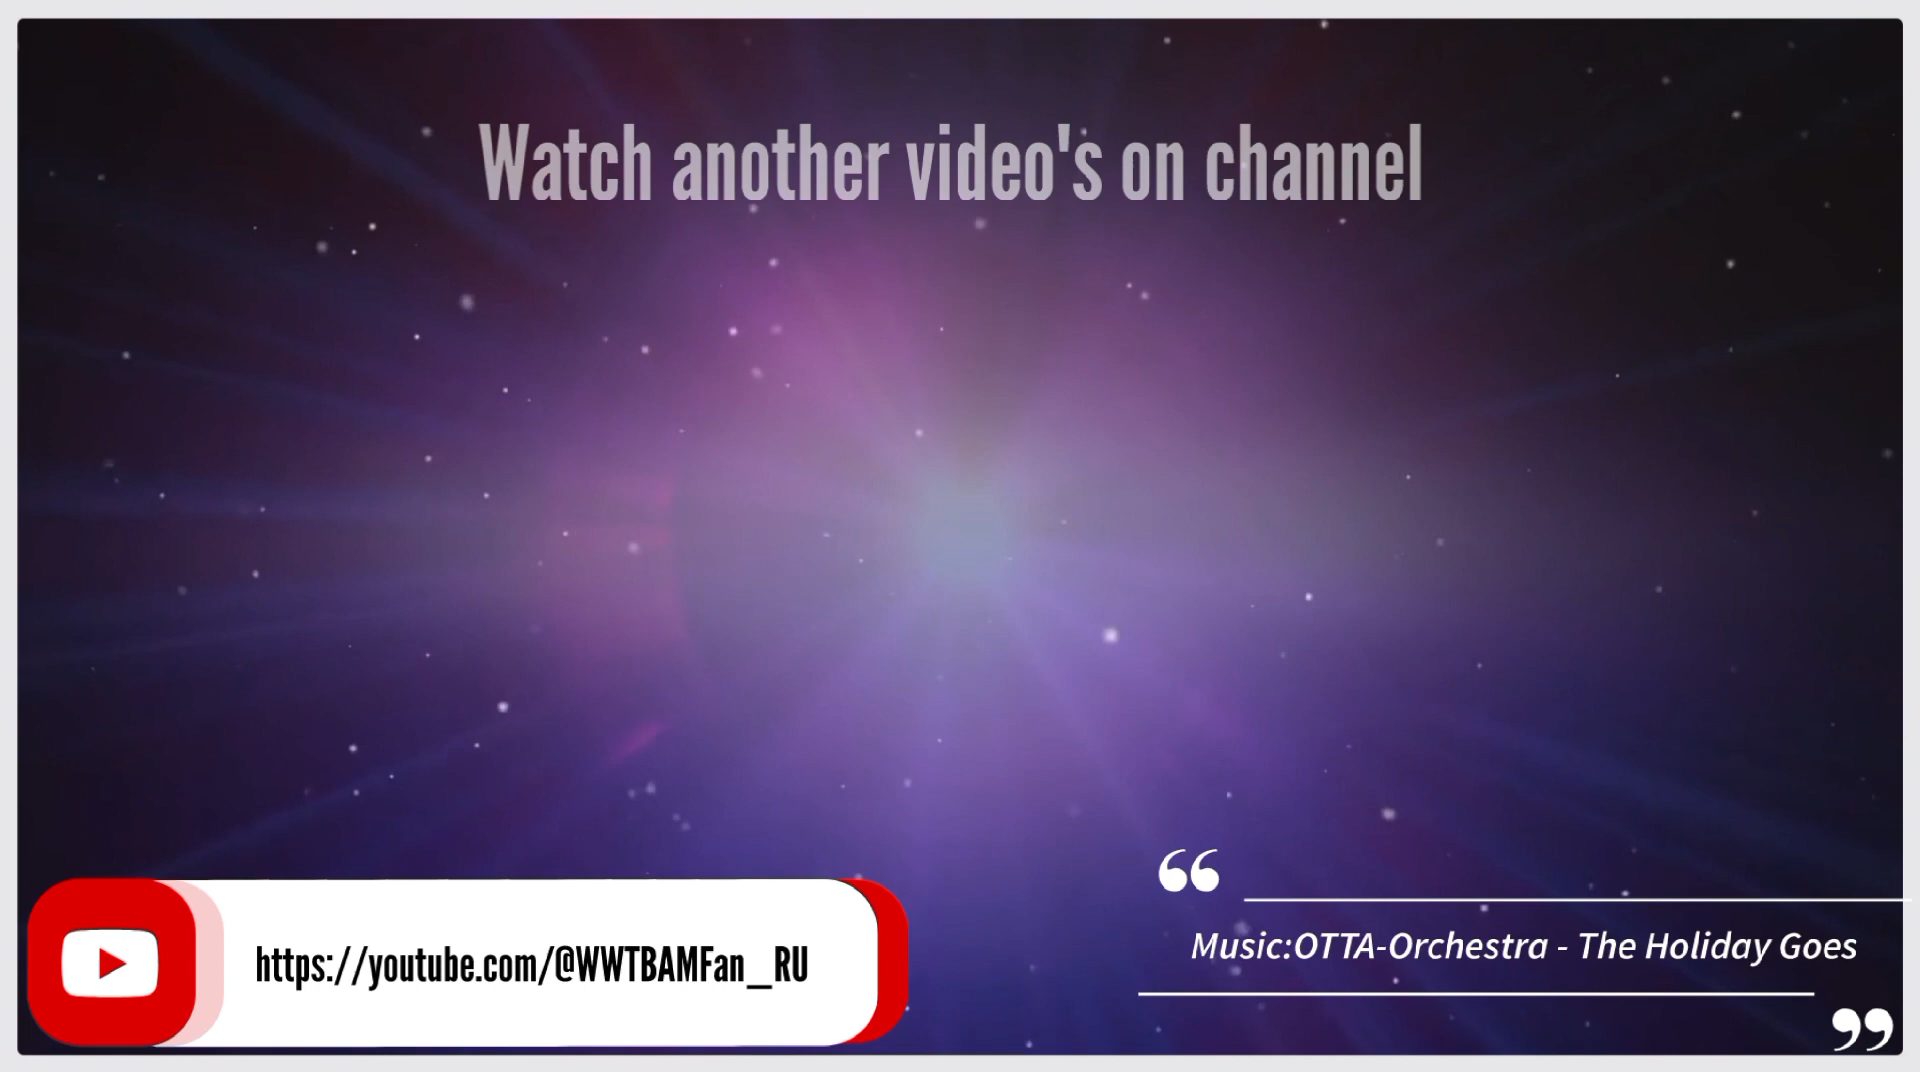 Watch another video's on channel
https://youtube.com/@WWTBAMFan_RU
“
Music:OTTA-Orchestra - The Holiday Goes
”